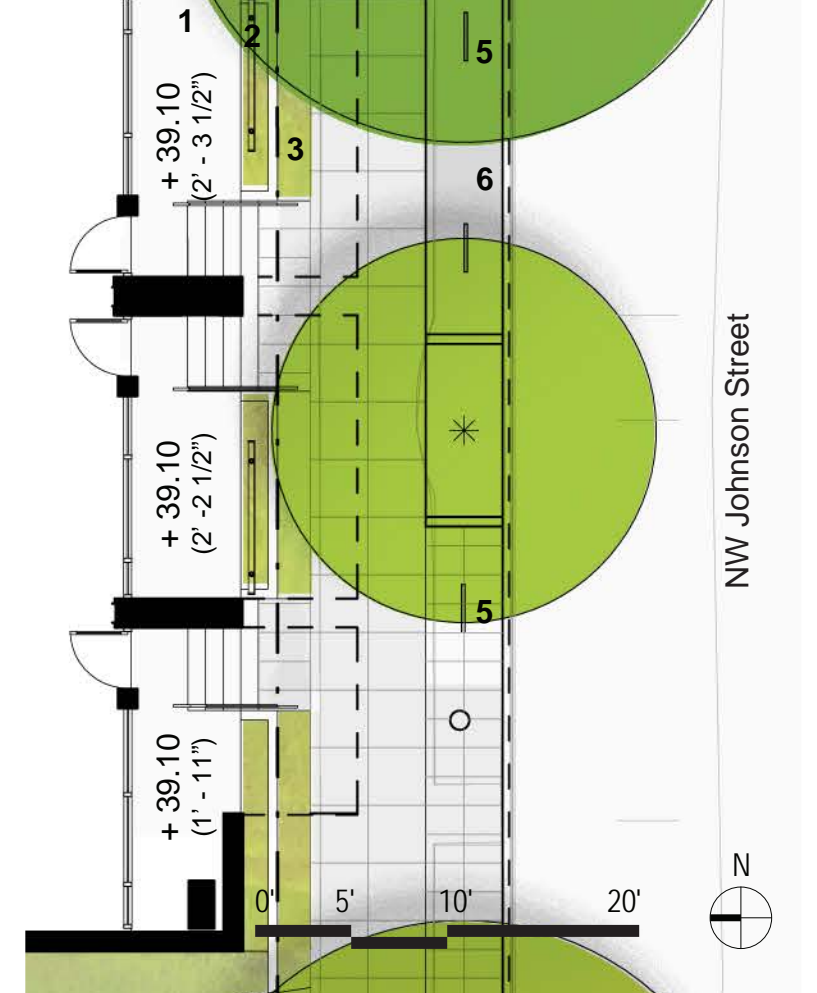 1
2
5
+ 39.10
(2' - 3 1/2")
3
6
+ 39.10
(2' -2 1/2")
NW Johnson Street
5
+ 39.10
(1' - 11")
N
0' 5' 10' 20'